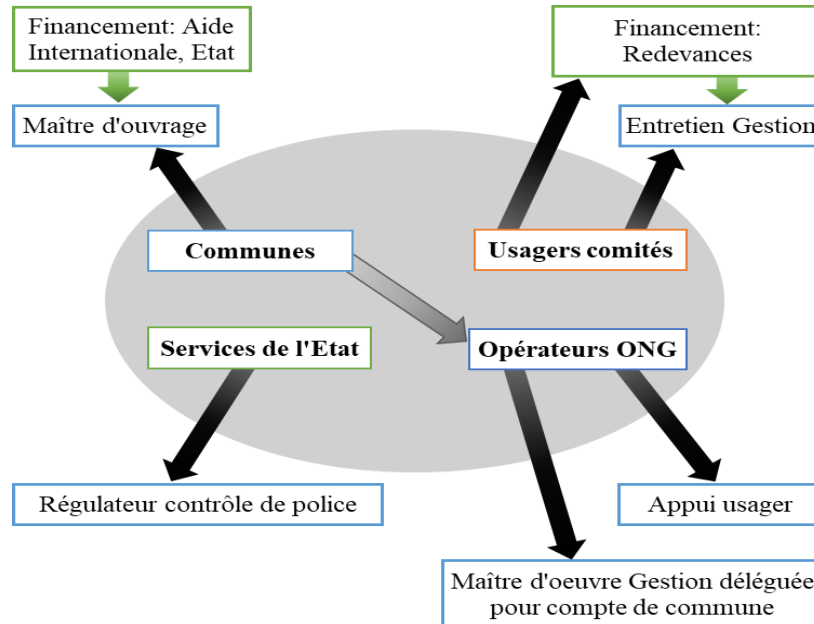 Financement: Aide
Internationale, Etat
Financement:
Redevances
Maître d'ouvrage
Entretien Gestion
Communes
Usagers comités
Services de l'Etat
Opérateurs ONG
Régulateur contrôle de police
Appui usager
Maître d'oeuvre Gestion déléguée
pour compte de commune